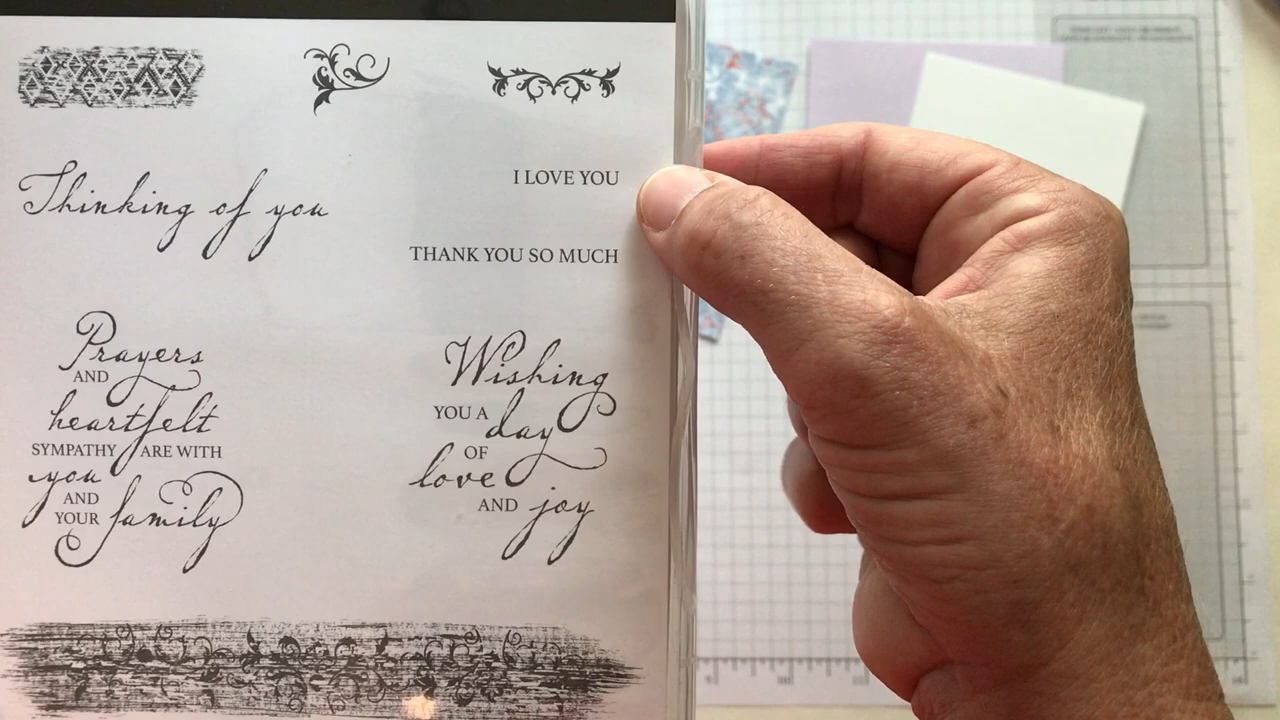 Thinking of you
I LOVE YOU
THANK YOU SO MUCH
Prayers
AND
heartfelt
SYMPATHY ARE WITH
you
AND
YOUR family
Wishing
YOU A day
OF
love
AND joy